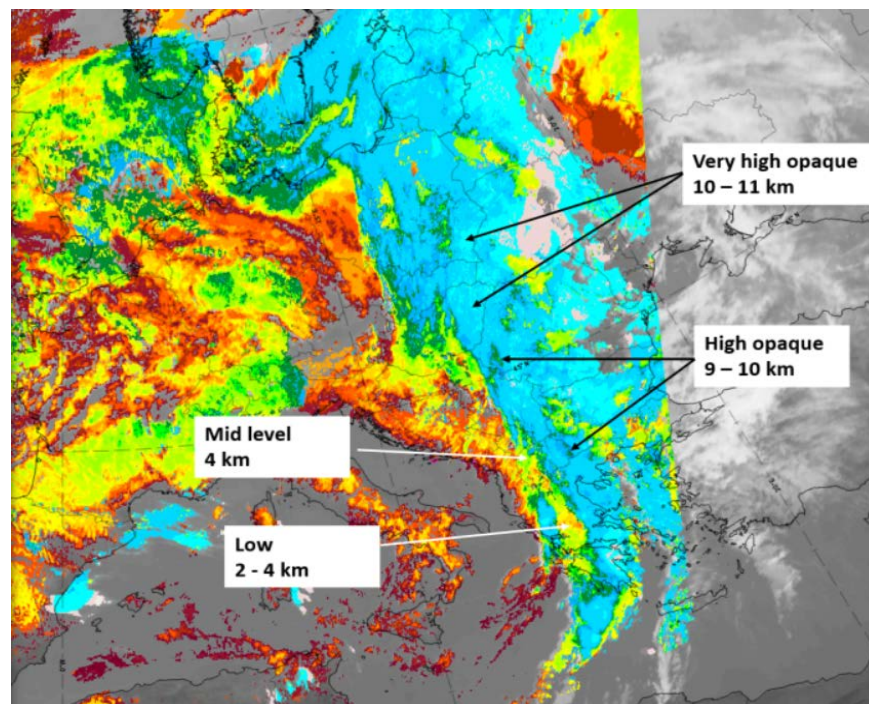 Very high opaque
10 – 11 km
High opaque
9 – 10 km
Mid level
4 km
Low
2 - 4 km